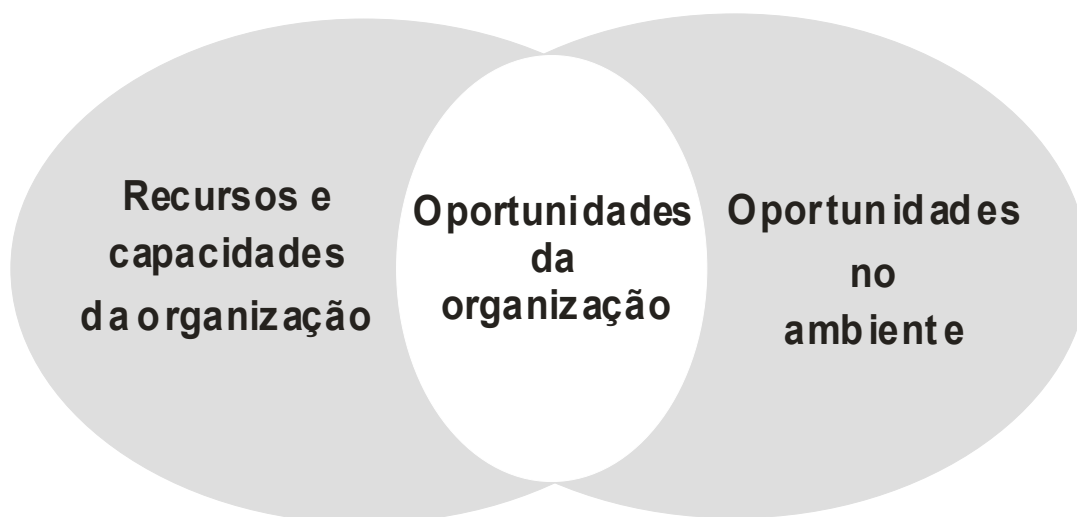 Recursos e
capacidades
da organização
Oportunidades
da
organização
Oportunidades
no
ambiente